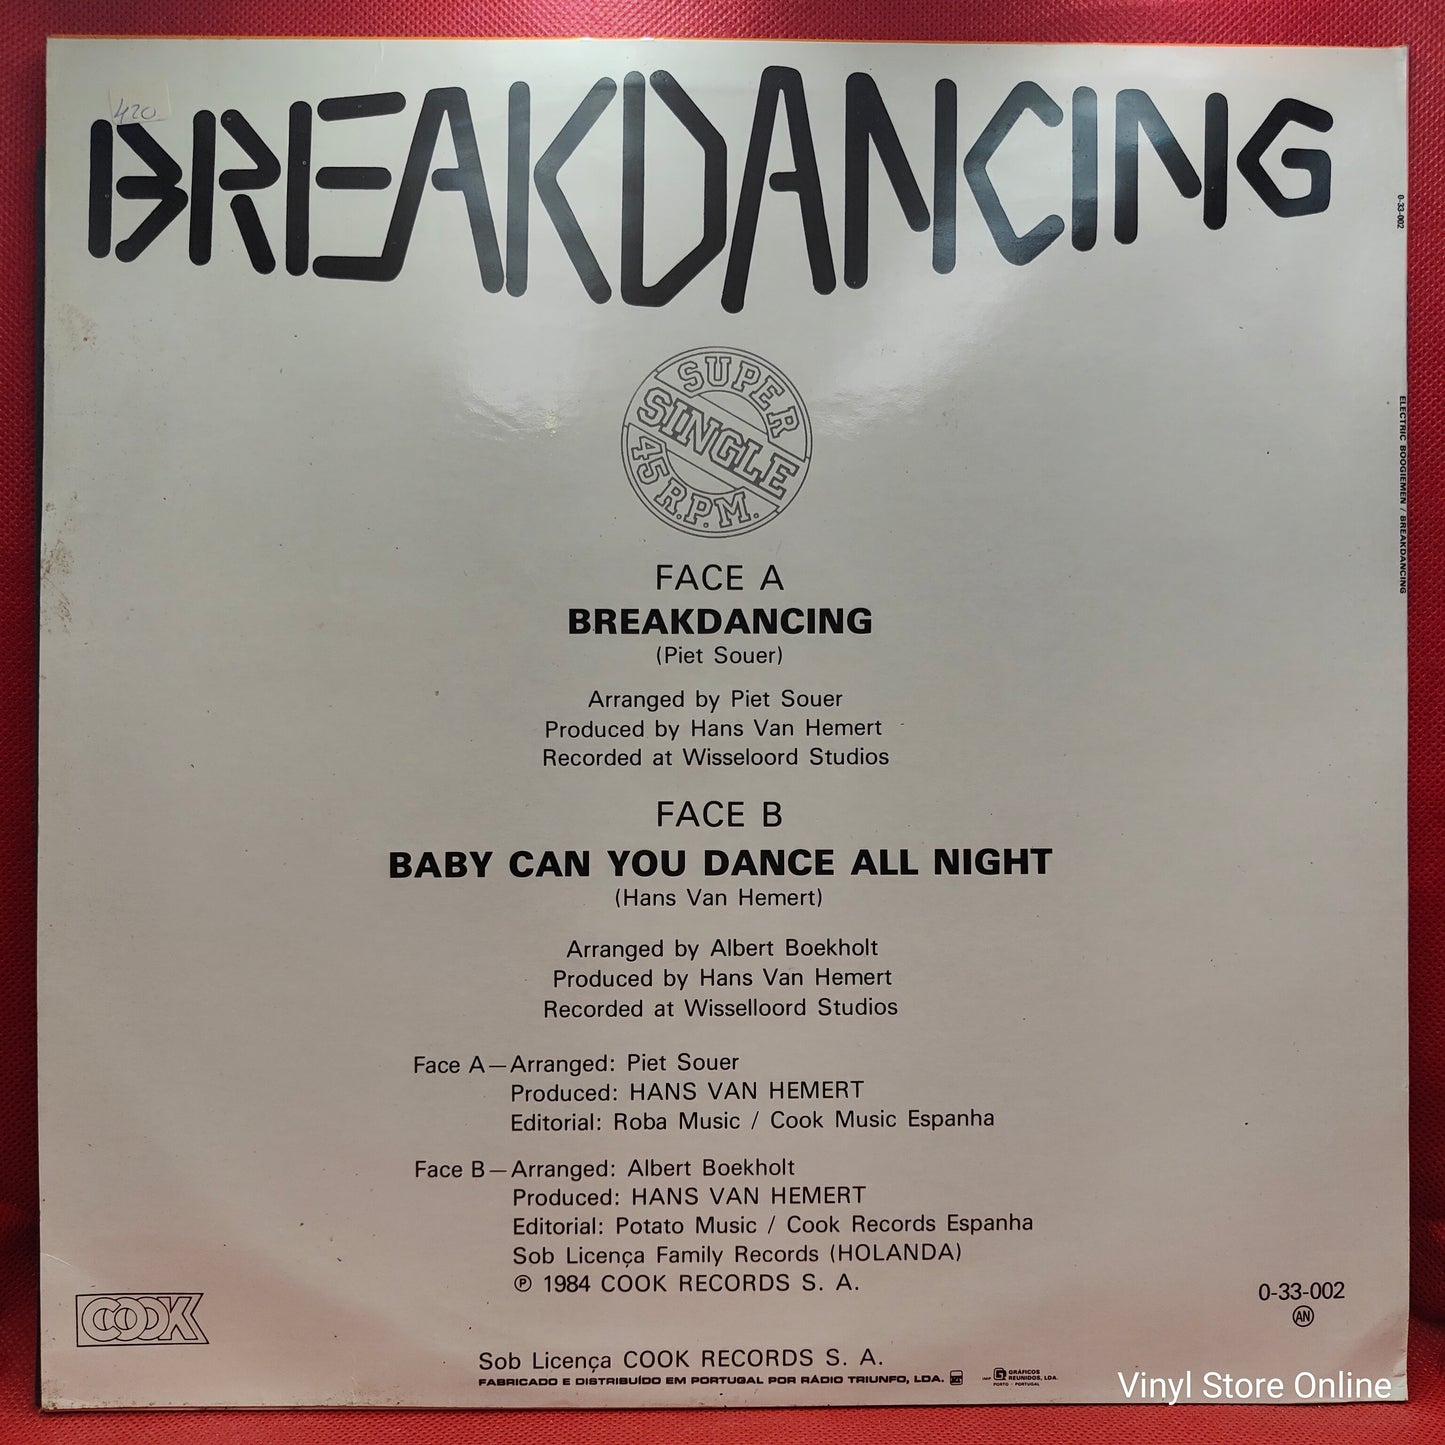 420
BREAKDANCING
0-33-002
ELECTRIC BOOGIEMEN / BREAKDANCING
SUPER
SINGLE
45 R.P.M.
FACE A
BREAKDANCING
(Piet Souer)
Arranged by Piet Souer
Produced by Hans Van Hemert
Recorded at Wisseloord Studios
FACE B
BABY CAN YOU DANCE ALL NIGHT
(Hans Van Hemert)
Arranged by Albert Boekholt
Produced by Hans Van Hemert
Recorded at Wisselloord Studios
Face A — Arranged: Piet Souer
Produced: HANS VAN HEMERT
Editorial: Roba Music / Cook Music Espanha
Face B — Arranged: Albert Boekholt
Produced: HANS VAN HEMERT
Editorial: Potato Music / Cook Records Espanha
Sob Licença Family Records (HOLANDA)
℗ 1984 COOK RECORDS S. A.
COOK
0-33-002
AN
Sob Licença COOK RECORDS S. A.
FABRICADO E DISTRIBUÍDO EM PORTUGAL POR RÁDIO TRIUNFO, LDA.
IMP GRÁFICOS
REUNIDOS, LDA.
PORTO - PORTUGAL
Vinyl Store Online